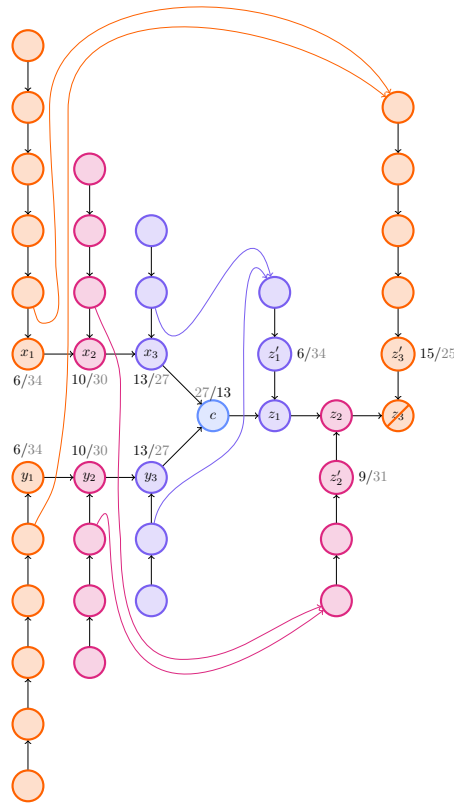 x₁ x₂ x₃ z′₁ 6/34 z′₃ 15/25
6/34 10/30 13/27
27/13
c z₁ z₂ z₃
6/34 10/30 13/27
y₁ y₂ y₃ z′₂ 9/31